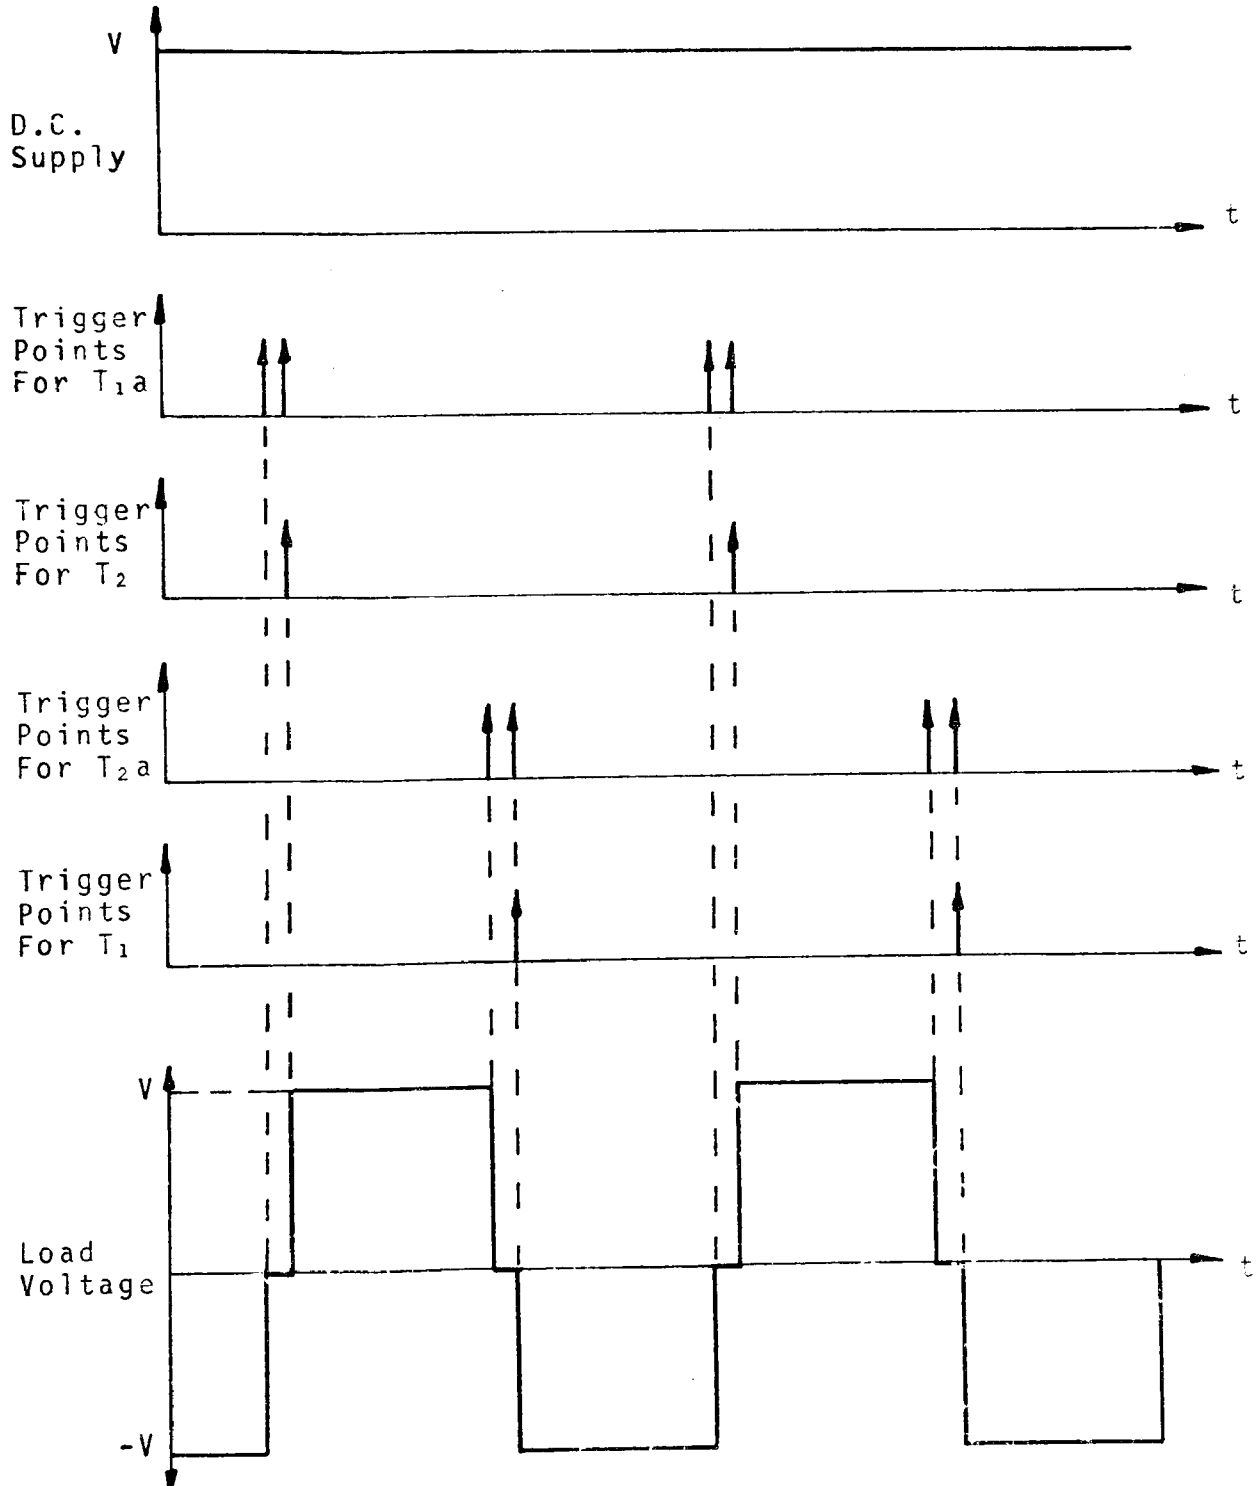 V
D.C.
Supply
t
Trigger
Points
For T₁a
t
Trigger
Points
For T₂
t
Trigger
Points
For T₂a
t
Trigger
Points
For T₁
t
V
Load
Voltage
t
-V